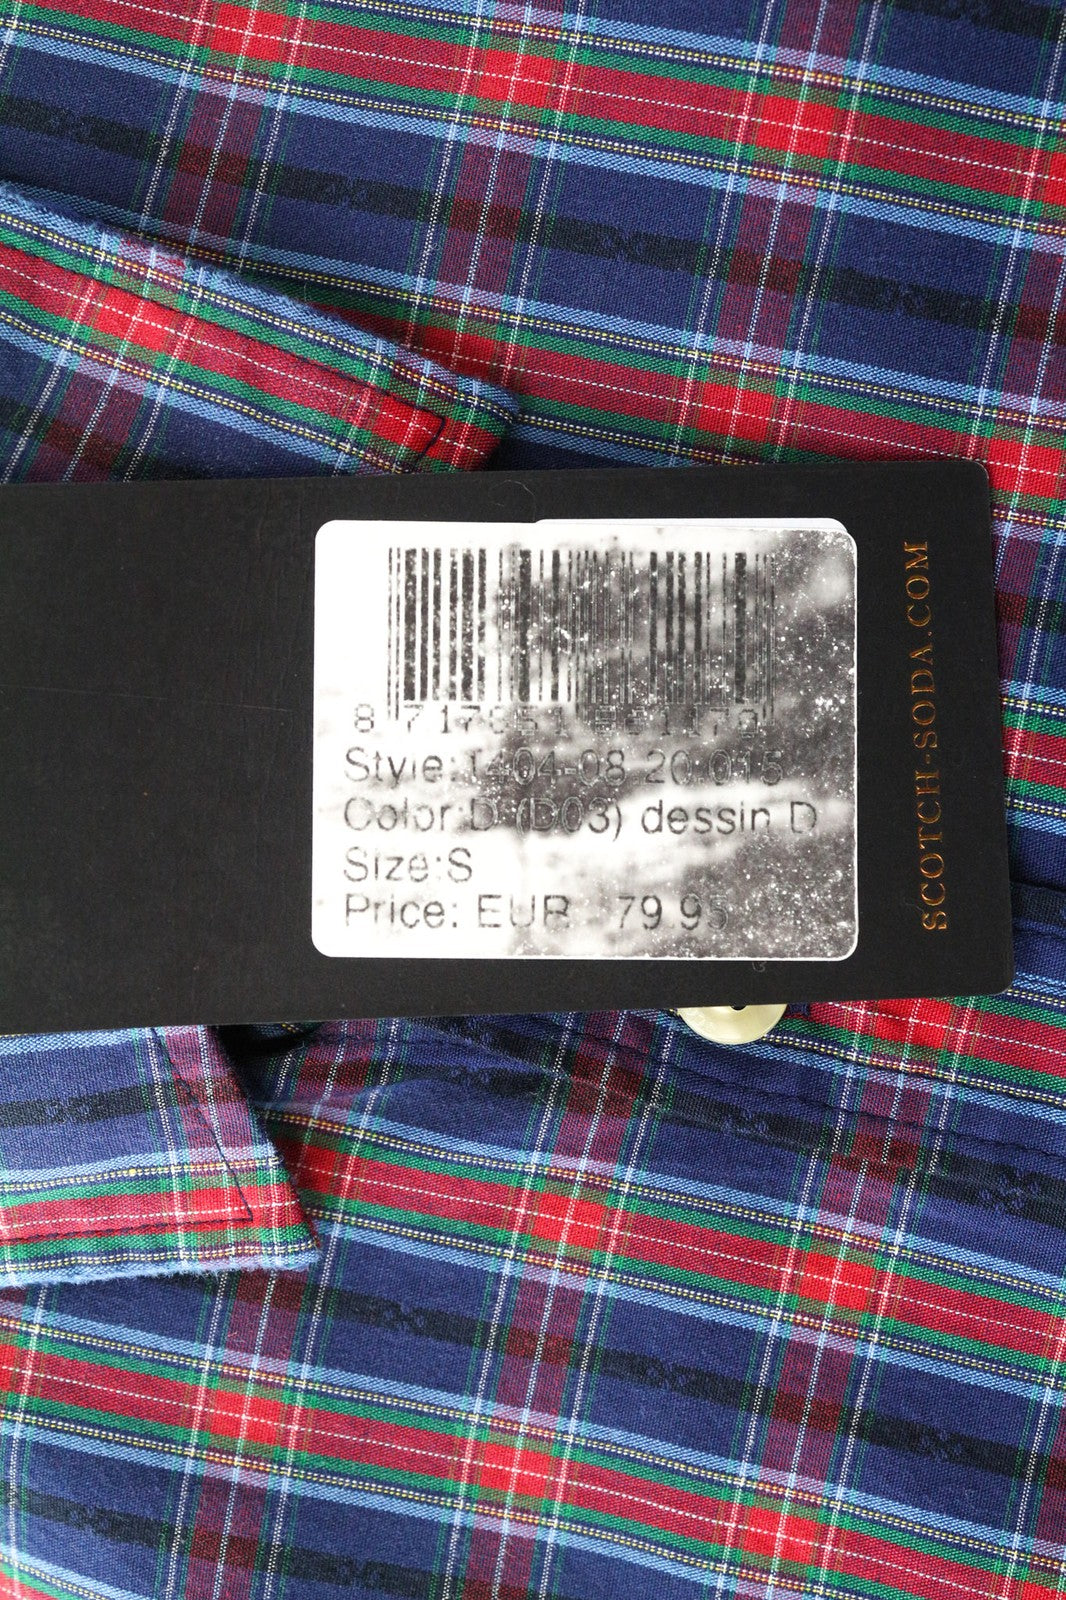 Style:1404-08.20.015
Color:D (D03) dessin D
Size:S
Price: EUR 79.95
SCOTCH-SODA.COM